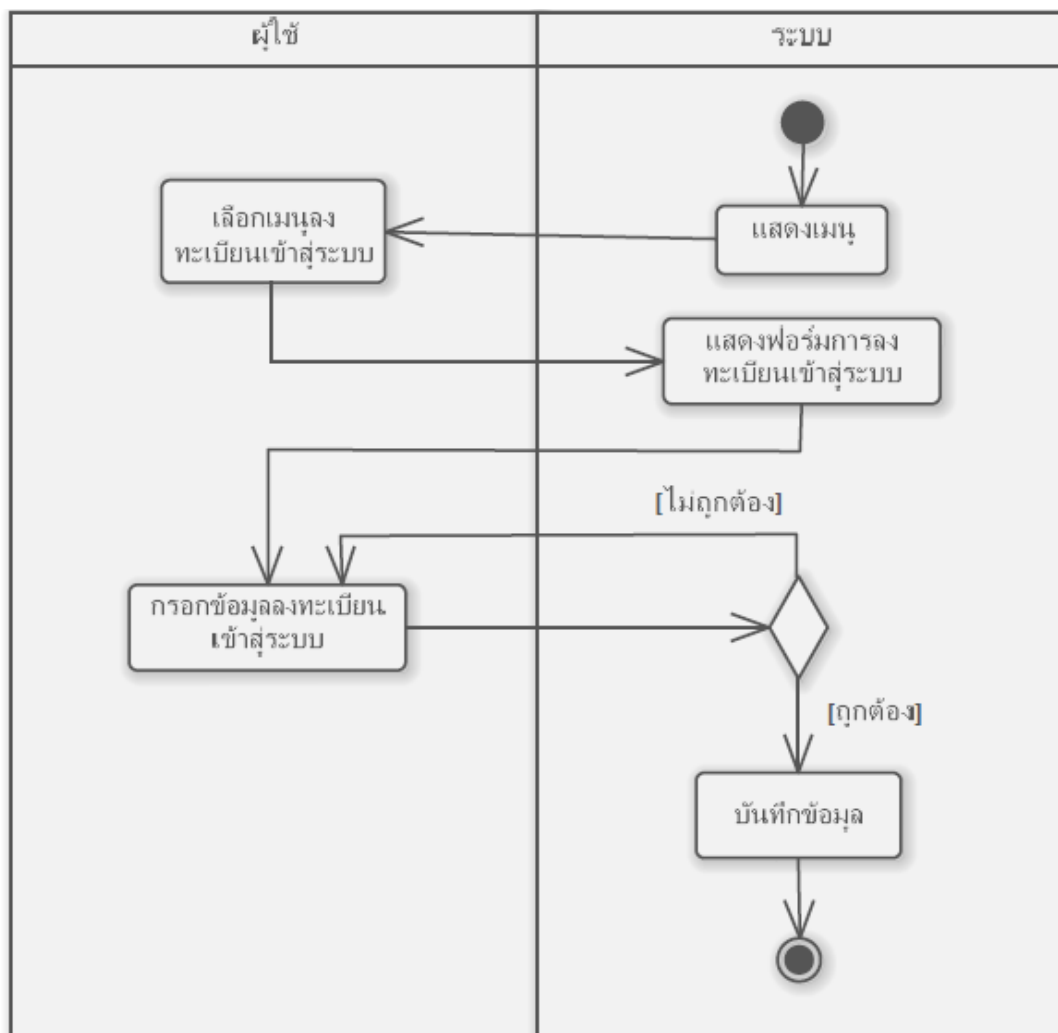 ผู้ใช้
ระบบ
แสดงเมนู
เลือกเมนูลง
ทะเบียนเข้าสู่ระบบ
แสดงฟอร์มการลง
ทะเบียนเข้าสู่ระบบ
[ไม่ถูกต้อง]
กรอกข้อมูลลงทะเบียน
เข้าสู่ระบบ
[ถูกต้อง]
บันทึกข้อมูล